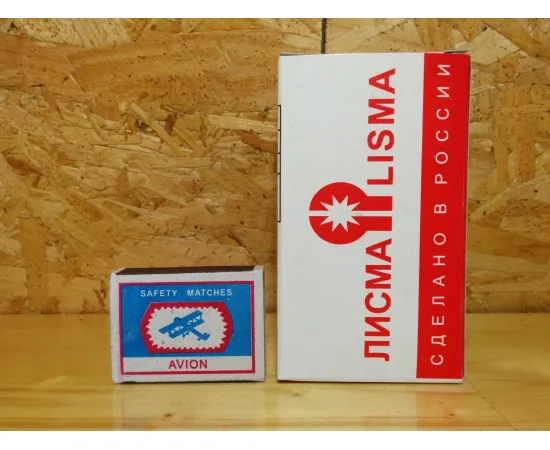 SAFETY MATCHES
AVION
ЛИСМА LISMA
СДЕЛАНО В РОССИИ